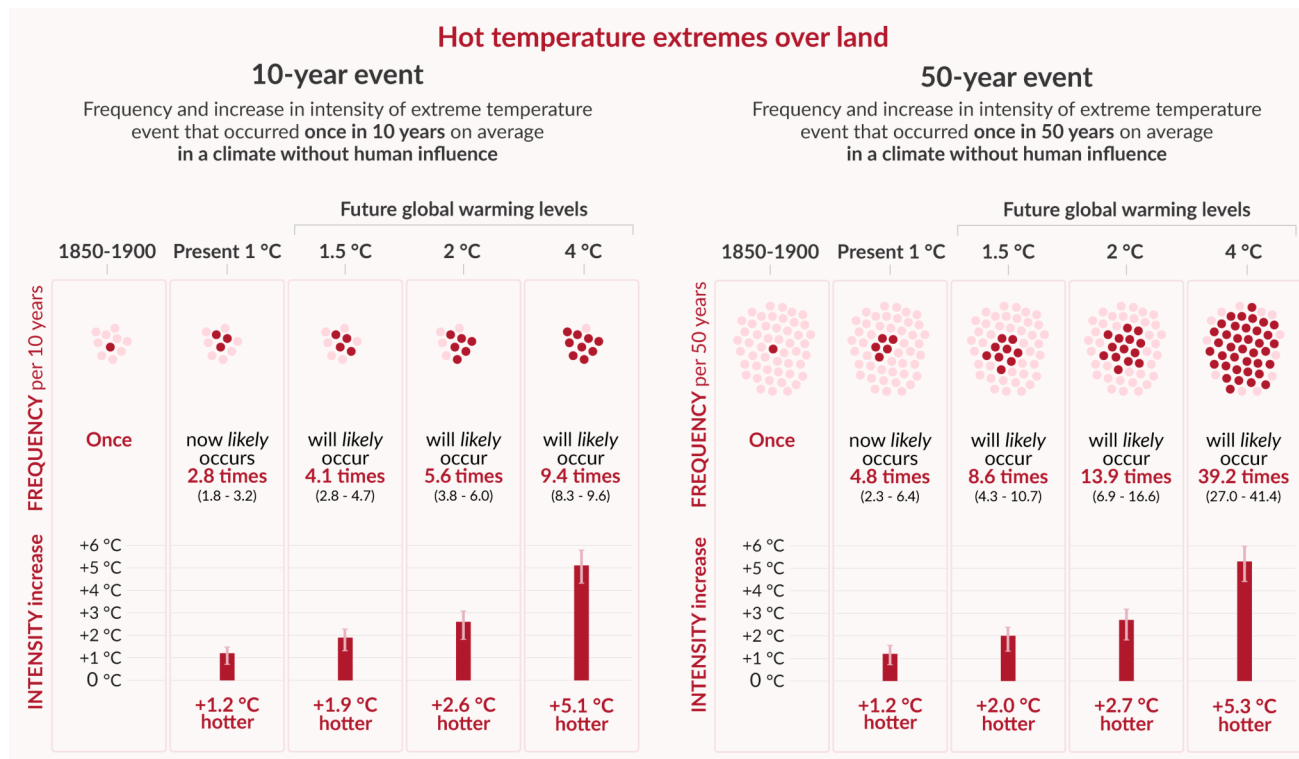 Hot temperature extremes over land
10-year event
Frequency and increase in intensity of extreme temperature
event that occurred once in 10 years on average
in a climate without human influence
Future global warming levels
1850-1900
Present 1 °C
1.5 °C
2 °C
4 °C
FREQUENCY per 10 years
Once
now likely
occurs
2.8 times
(1.8 - 3.2)
will likely
occur
4.1 times
(2.8 - 4.7)
will likely
occur
5.6 times
(3.8 - 6.0)
will likely
occur
9.4 times
(8.3 - 9.6)
INTENSITY increase
+6 °C
+5 °C
+4 °C
+3 °C
+2 °C
+1 °C
0 °C
+1.2 °C
hotter
+1.9 °C
hotter
+2.6 °C
hotter
+5.1 °C
hotter
50-year event
Frequency and increase in intensity of extreme temperature
event that occurred once in 50 years on average
in a climate without human influence
Future global warming levels
1850-1900
Present 1 °C
1.5 °C
2 °C
4 °C
FREQUENCY per 50 years
Once
now likely
occurs
4.8 times
(2.3 - 6.4)
will likely
occur
8.6 times
(4.3 - 10.7)
will likely
occur
13.9 times
(6.9 - 16.6)
will likely
occur
39.2 times
(27.0 - 41.4)
INTENSITY increase
+6 °C
+5 °C
+4 °C
+3 °C
+2 °C
+1 °C
0 °C
+1.2 °C
hotter
+2.0 °C
hotter
+2.7 °C
hotter
+5.3 °C
hotter